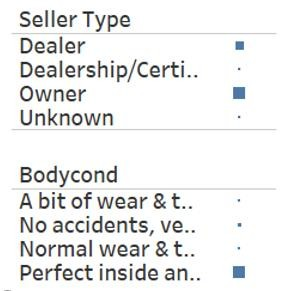 Seller Type
Dealer
Dealership/Certi..
Owner
Unknown
Bodycond
A bit of wear & t..
No accidents, ve..
Normal wear & t..
Perfect inside an..